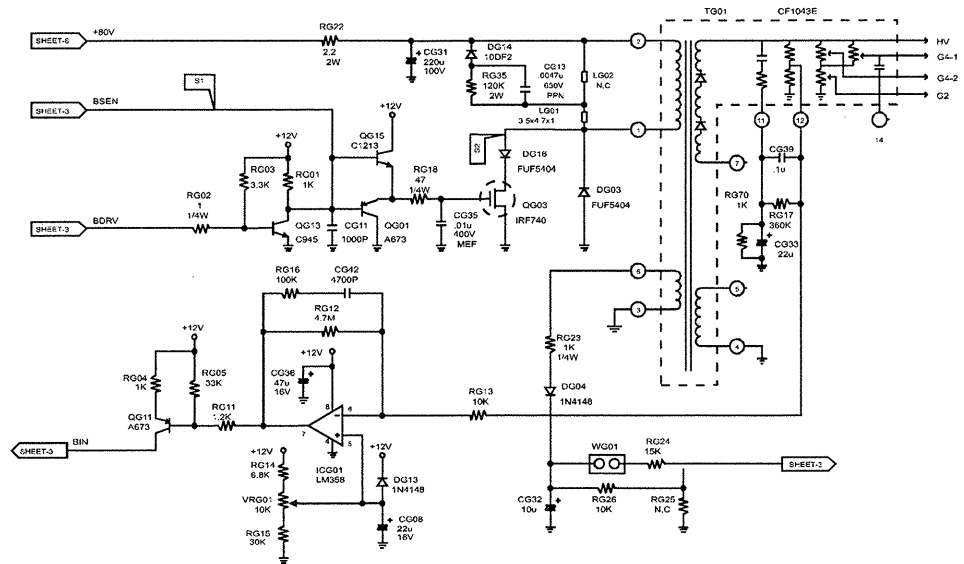 TG01 CF1043E
SHEET-6 +80V
RG22
2.2
2W
CG31
220u
100V
DG14
10DF2
RG35
120K
2W
CG13
.0047u
630V
PPN
LG02
N.C
LG01
3.5x4.7x1
2
1
HV
G4-1
G4-2
G2
11
12
14
S1
SHEET-3 BSEN
+12V
QG15
C1213
RG03
3.3K
RG01
1K
RG18
47
1/4W
S2
DG16
FUF5404
DG03
FUF5404
QG03
IRF740
7
CG39
.1u
RG70
1K
RG17
360K
CG33
22u
RG02
1
1/4W
SHEET-3 BDRV
QG13
C945
CG11
1000P
QG01
A673
CG35
.01u
400V
MEF
RG16
100K
CG42
4700P
RG12
4.7M
6
3
5
4
RG23
1K
1/4W
DG04
1N4148
+12V
RG04
1K
RG05
33K
+12V
CG36
47u
16V
RG13
10K
QG11
A673
RG11
1.2K
8
6
7
5
4
ICG01
LM358
SHEET-3 BIN
+12V
RG14
6.8K
VRG01
10K
RG15
30K
+12V
DG13
1N4148
CG08
22u
16V
WG01
RG24
15K
SHEET-2
CG32
10u
RG26
10K
RG25
N.C